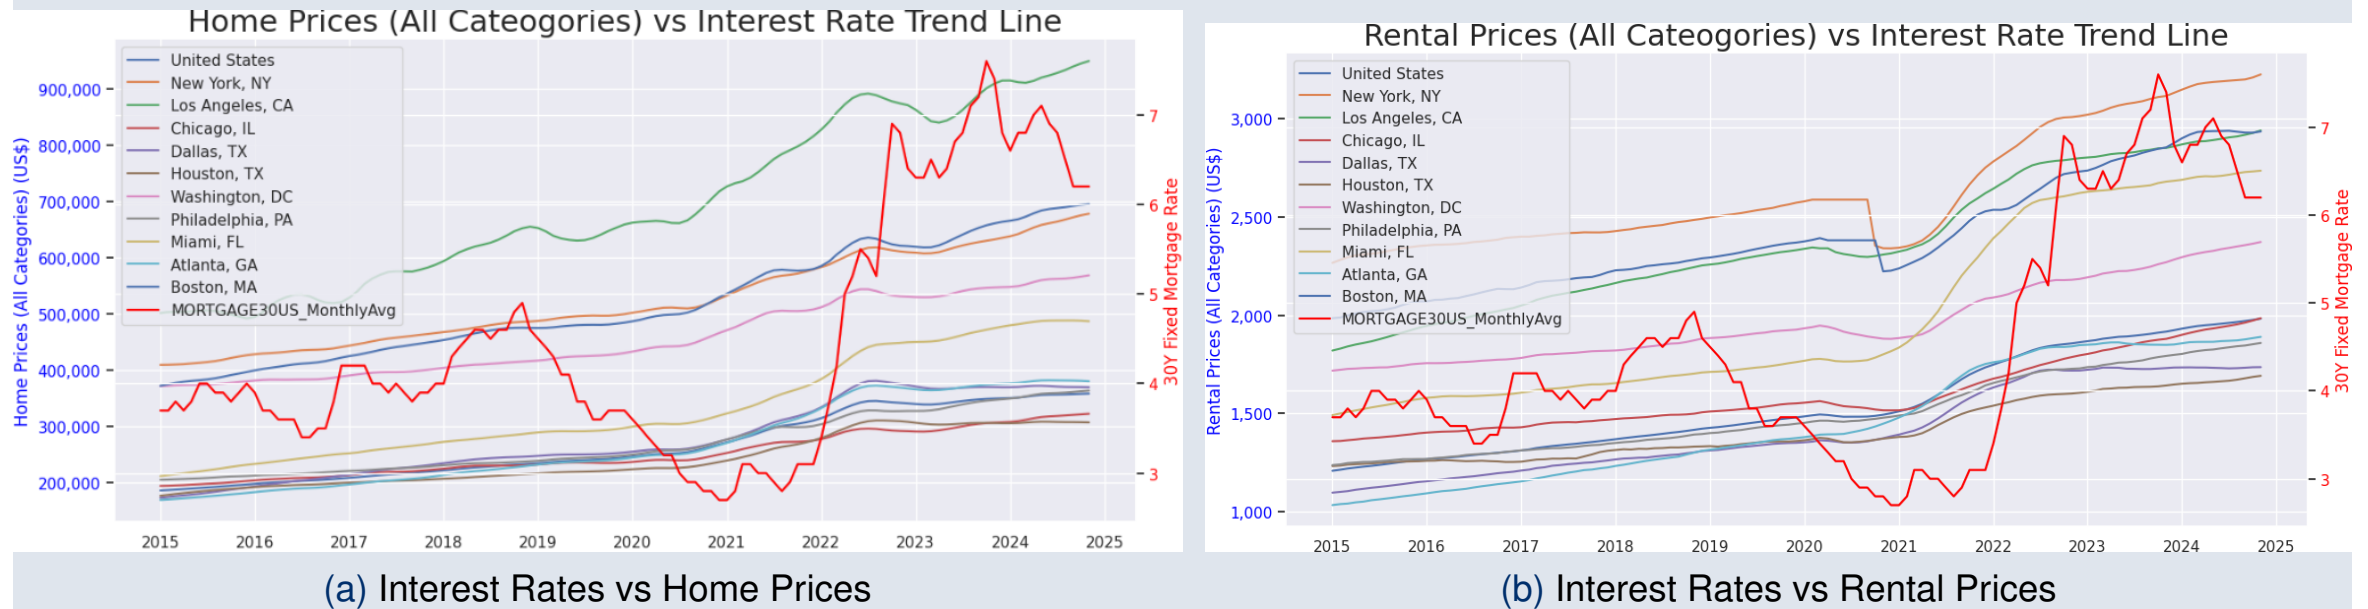 Home Prices (All Cateogories) vs Interest Rate Trend Line
United States
New York, NY
Los Angeles, CA
Chicago, IL
Dallas, TX
Houston, TX
Washington, DC
Philadelphia, PA
Miami, FL
Atlanta, GA
Boston, MA
MORTGAGE30US_MonthlyAvg
Home Prices (All Categories) (US$)
900,000
800,000
700,000
600,000
500,000
400,000
300,000
200,000
7
6
5
4
3
30Y Fixed Mortgage Rate
2015 2016 2017 2018 2019 2020 2021 2022 2023 2024 2025
(a) Interest Rates vs Home Prices
Rental Prices (All Cateogories) vs Interest Rate Trend Line
United States
New York, NY
Los Angeles, CA
Chicago, IL
Dallas, TX
Houston, TX
Washington, DC
Philadelphia, PA
Miami, FL
Atlanta, GA
Boston, MA
MORTGAGE30US_MonthlyAvg
Rental Prices (All Categories) (US$)
3,000
2,500
2,000
1,500
1,000
7
6
5
4
3
30Y Fixed Mortgage Rate
2015 2016 2017 2018 2019 2020 2021 2022 2023 2024 2025
(b) Interest Rates vs Rental Prices